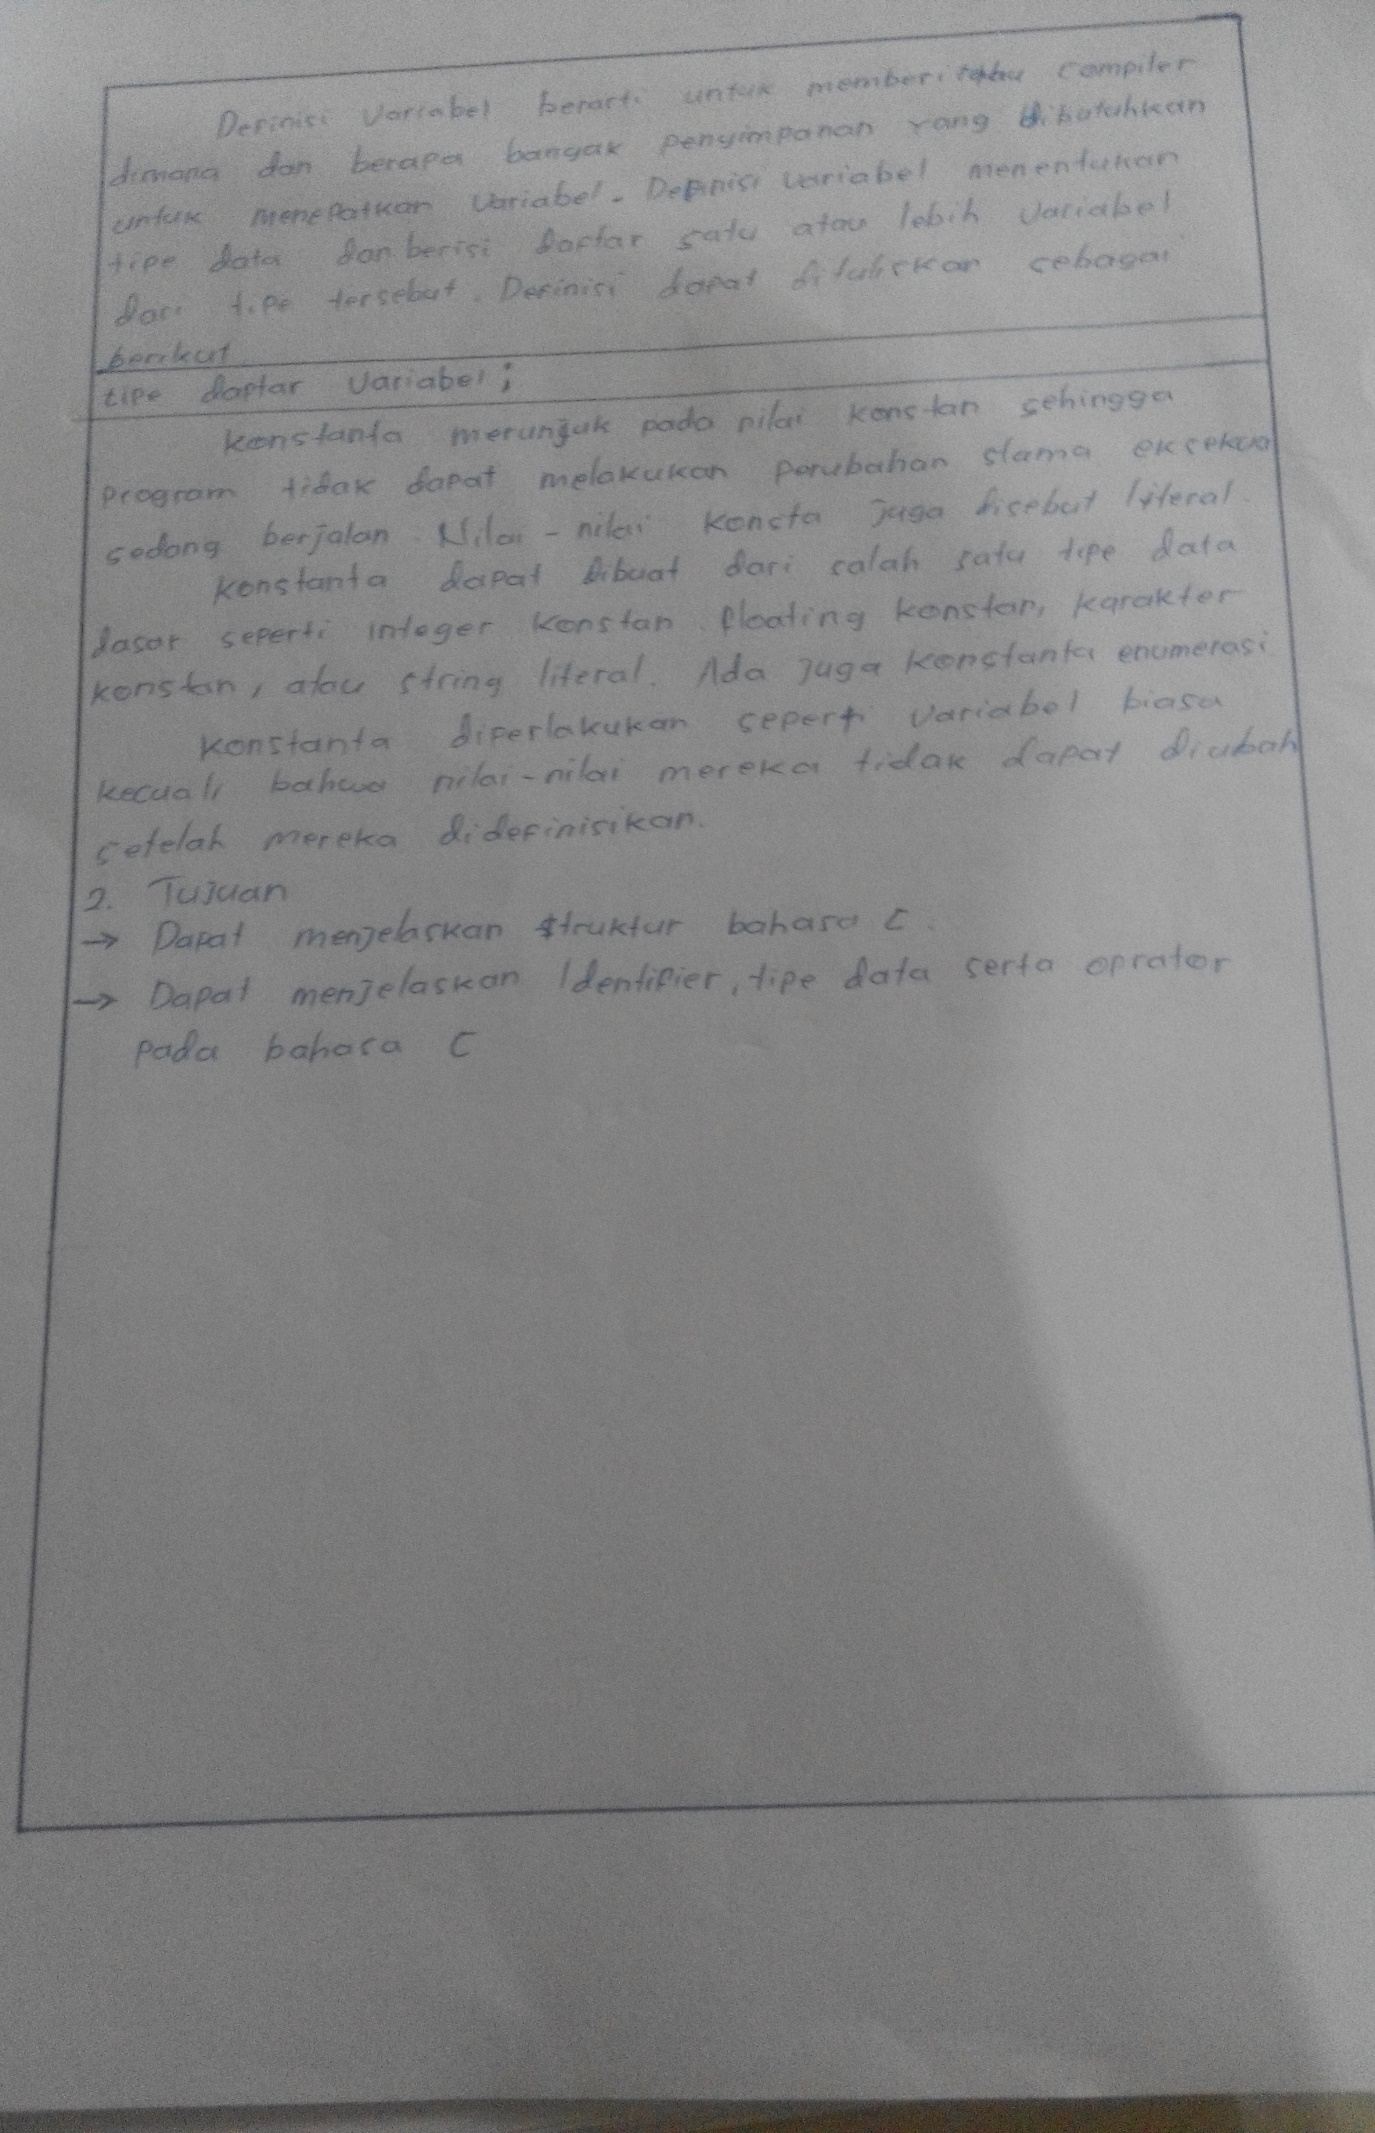 Definisi Variabel berarti untuk memberitahu compiler
dimana dan berapa bangak penyimpanan yang dibutuhkan
untuk menepatkan Variabel. Definisi variabel menentukan
tipe data dan berisi daftar satu atau lebih Variabel
dari tipe tersebut. Definisi dapat dituliskan sebagai
berikut
tipe daftar Variabel;
Konstanta merunjuk pada nilai konstan sehingga
program tidak dapat melakukan perubahan slama eksekusi
sedang berjalan. Nilai-nilai Konsta juga disebut literal.
Konstanta dapat dibuat dari salah satu tipe data
dasar seperti integer konstan, floating konstan, karakter
konstan, atau string literal. Ada juga konstanta enumerasi.
Konstanta diperlakukan seperti variabel biasa
kecuali bahwa nilai-nilai mereka tidak dapat diubah
setelah mereka didefinisikan.
2. Tujuan
→ Dapat menjelaskan struktur bahasa C.
→ Dapat menjelaskan Identifier, tipe data serta oprator
pada bahasa C